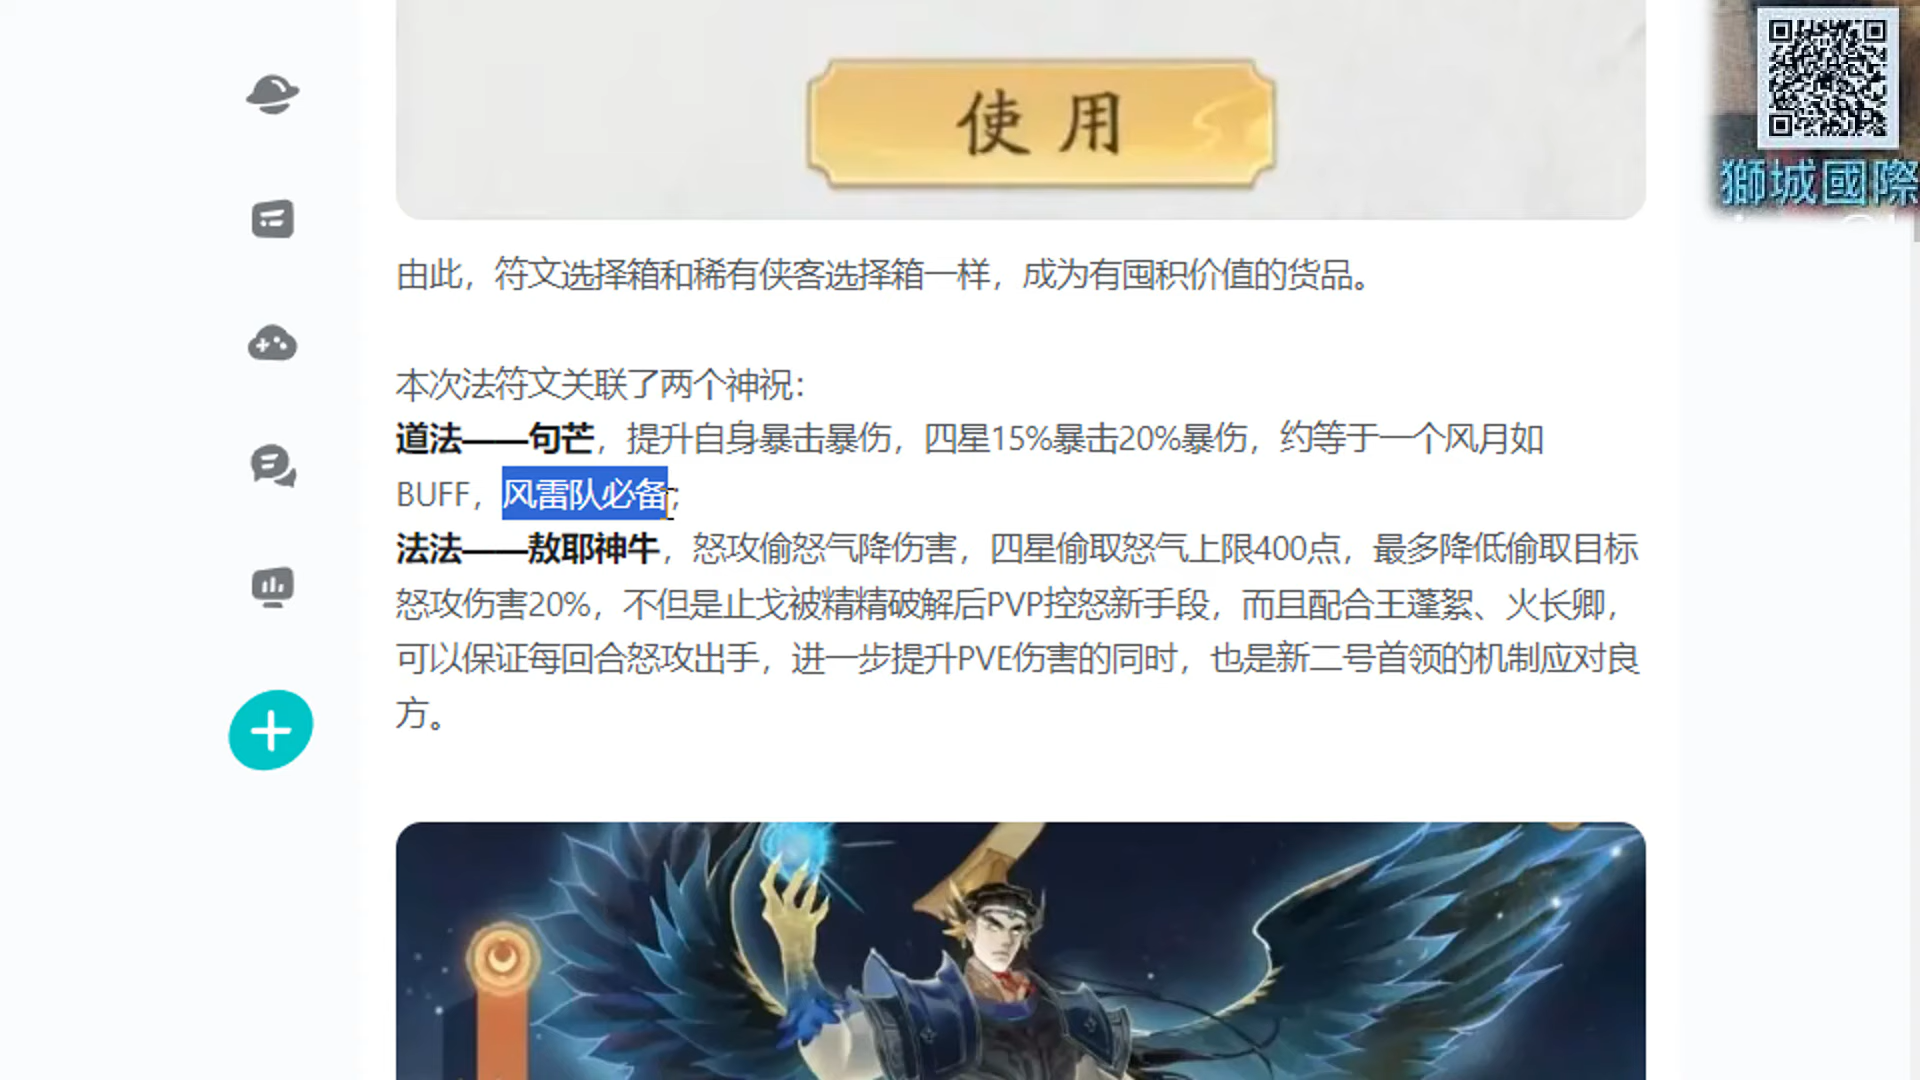 使用
獅城國際
由此，符文选择箱和稀有侠客选择箱一样，成为有囤积价值的货品。
本次法符文关联了两个神祝：
道法——句芒，提升自身暴击暴伤，四星15%暴击20%暴伤，约等于一个风月如
BUFF，风雷队必备；
法法——敖耶神牛，怒攻偷怒气降伤害，四星偷取怒气上限400点，最多降低偷取目标
怒攻伤害20%，不但是止戈被精精破解后PVP控怒新手段，而且配合王蓬絮、火长卿，
可以保证每回合怒攻出手，进一步提升PVE伤害的同时，也是新二号首领的机制应对良
方。